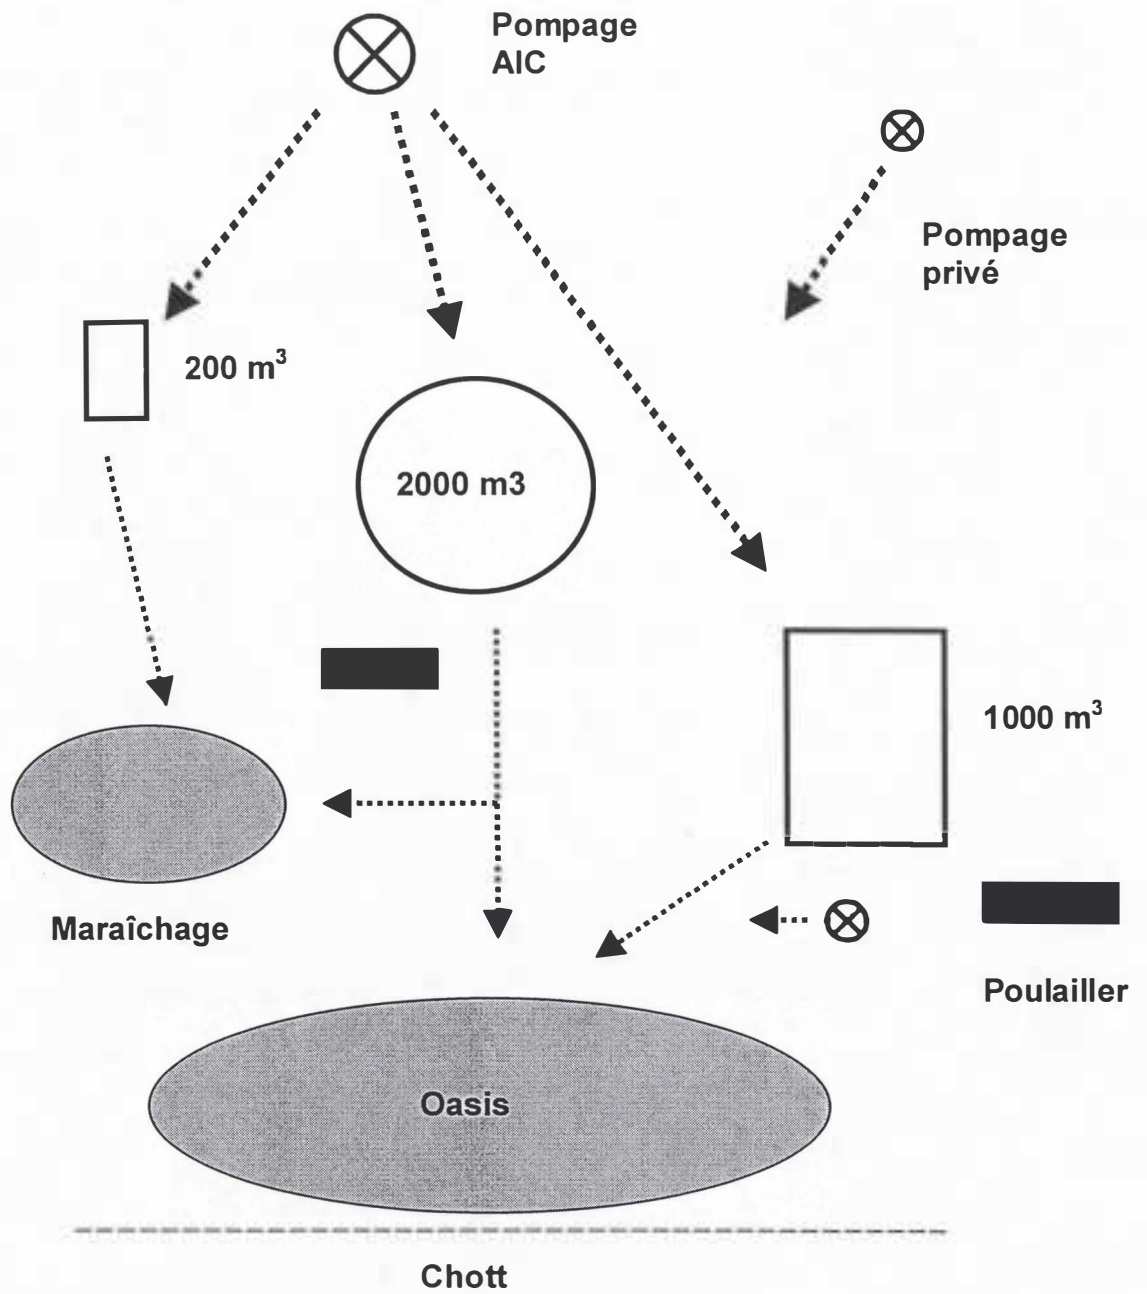 Pompage
AIC
Pompage
privé
200 m³
2000 m3
1000 m³
Maraîchage
Poulailler
Oasis
Chott